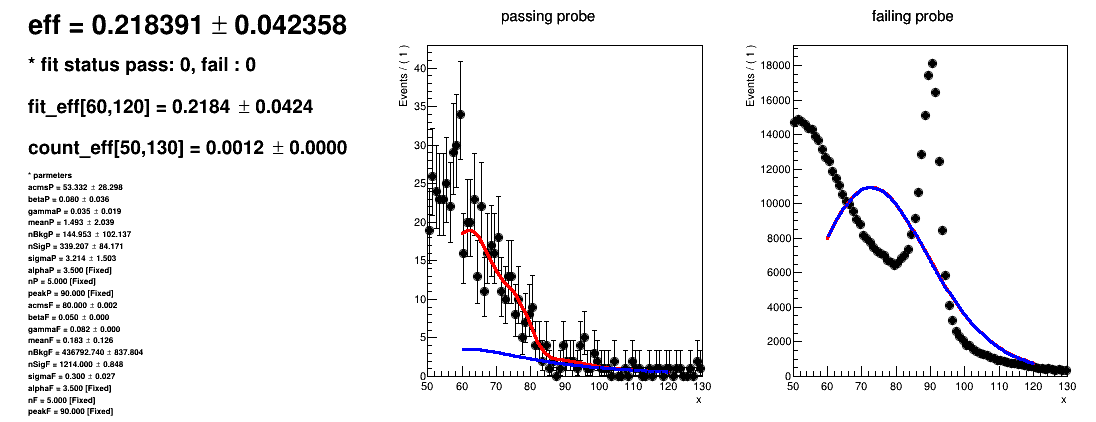 eff = 0.218391 ± 0.042358
* fit status pass: 0, fail : 0
fit_eff[60,120] = 0.2184 ± 0.0424
count_eff[50,130] = 0.0012 ± 0.0000
* parmeters
acmsP = 53.332 ± 28.298
betaP = 0.080 ± 0.036
gammaP = 0.035 ± 0.019
meanP = 1.493 ± 2.039
nBkgP = 144.953 ± 102.137
nSigP = 339.207 ± 84.171
sigmaP = 3.214 ± 1.503
alphaP = 3.500 [Fixed]
nP = 5.000 [Fixed]
peakP = 90.000 [Fixed]
acmsF = 80.000 ± 0.002
betaF = 0.050 ± 0.000
gammaF = 0.082 ± 0.000
meanF = 0.183 ± 0.126
nBkgF = 436792.740 ± 837.804
nSigF = 1214.000 ± 0.848
sigmaF = 0.300 ± 0.027
alphaF = 3.500 [Fixed]
nF = 5.000 [Fixed]
peakF = 90.000 [Fixed]
passing probe
Events / ( 1 )
40
35
30
25
20
15
10
5
0
50 60 70 80 90 100 110 120 130
x
failing probe
Events / ( 1 )
18000
16000
14000
12000
10000
8000
6000
4000
2000
0
50 60 70 80 90 100 110 120 130
x